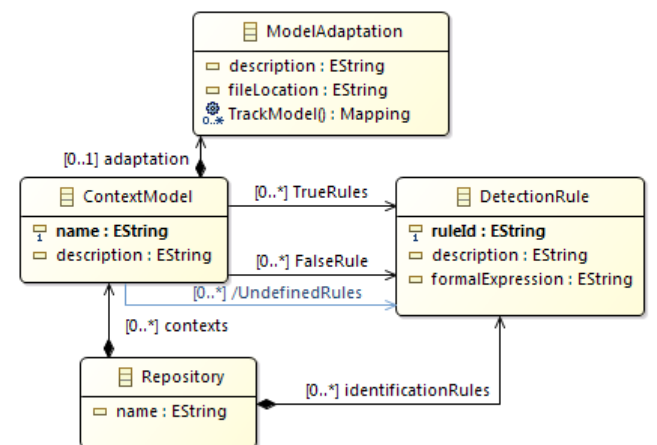 ModelAdaptation
description : EString
fileLocation : EString
0..* TrackModel() : Mapping
[0..1] adaptation
ContextModel
1 name : EString
description : EString
[0..*] TrueRules
[0..*] FalseRule
[0..*] /UndefinedRules
DetectionRule
1 ruleId : EString
description : EString
formalExpression : EString
[0..*] contexts
Repository
name : EString
[0..*] identificationRules